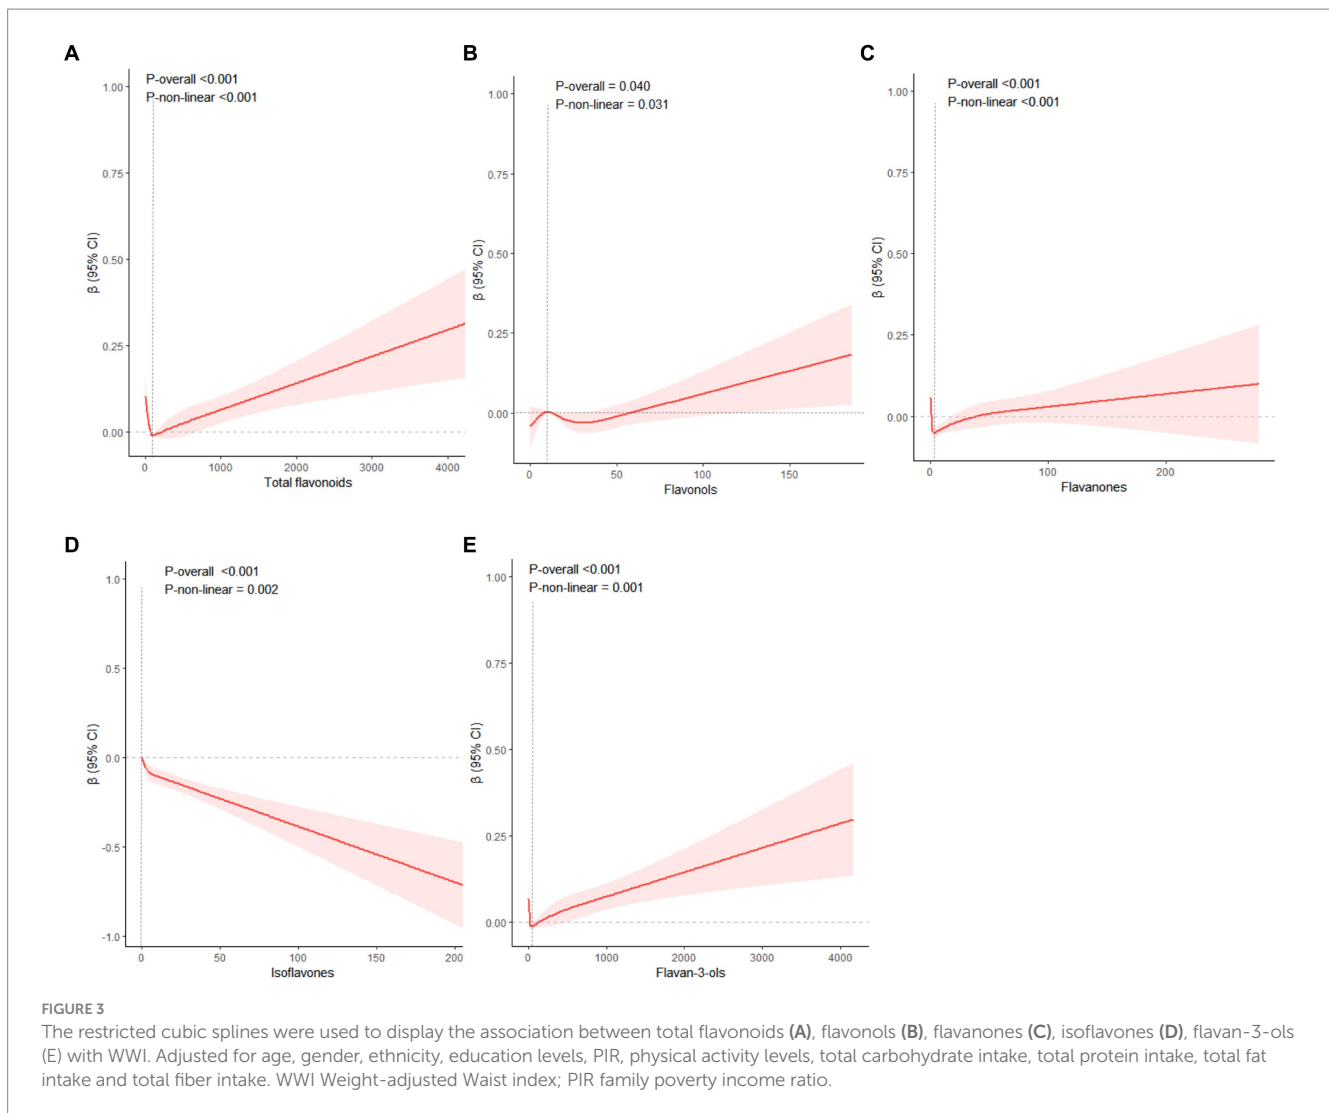 A
P-overall <0.001
P-non-linear <0.001
1.00
0.75
0.50
0.25
0.00
β (95% CI)
0
1000
2000
3000
4000
Total flavonoids
B
P-overall = 0.040
P-non-linear = 0.031
1.00
0.75
0.50
0.25
0.00
β (95% CI)
0
50
100
150
Flavonols
C
P-overall <0.001
P-non-linear <0.001
1.00
0.75
0.50
0.25
0.00
β (95% CI)
0
100
200
Flavanones
D
P-overall <0.001
P-non-linear = 0.002
1.0
0.5
0.0
-0.5
-1.0
β (95% CI)
0
50
100
150
200
Isoflavones
E
P-overall <0.001
P-non-linear = 0.001
1.00
0.75
0.50
0.25
0.00
β (95% CI)
0
1000
2000
3000
4000
Flavan-3-ols
FIGURE 3
The restricted cubic splines were used to display the association between total flavonoids (A), flavonols (B), flavanones (C), isoflavones (D), flavan-3-ols
(E) with WWI. Adjusted for age, gender, ethnicity, education levels, PIR, physical activity levels, total carbohydrate intake, total protein intake, total fat
intake and total fiber intake. WWI Weight-adjusted Waist index; PIR family poverty income ratio.